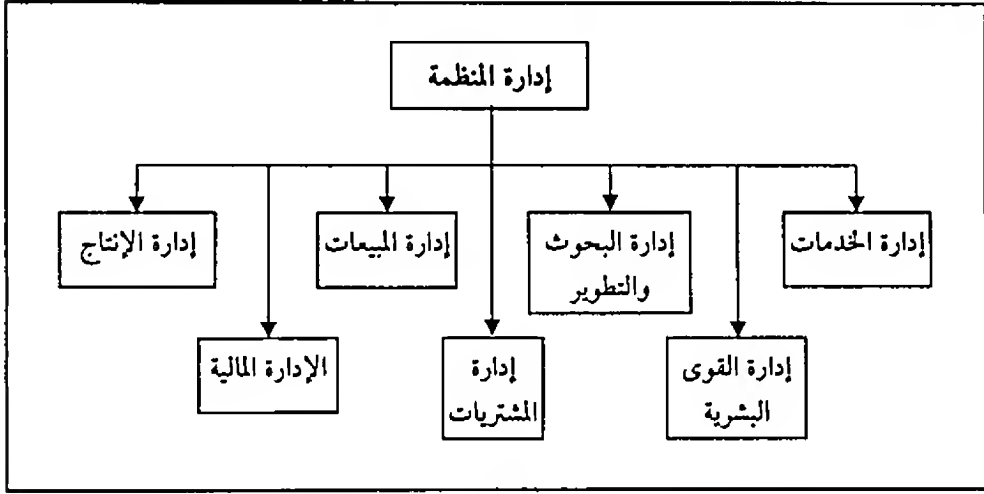 إدارة المنظمة
إدارة الخدمات
إدارة البحوث
والتطوير
إدارة المبيعات
إدارة الإنتاج
إدارة القوى
البشرية
إدارة
المشتريات
الإدارة المالية